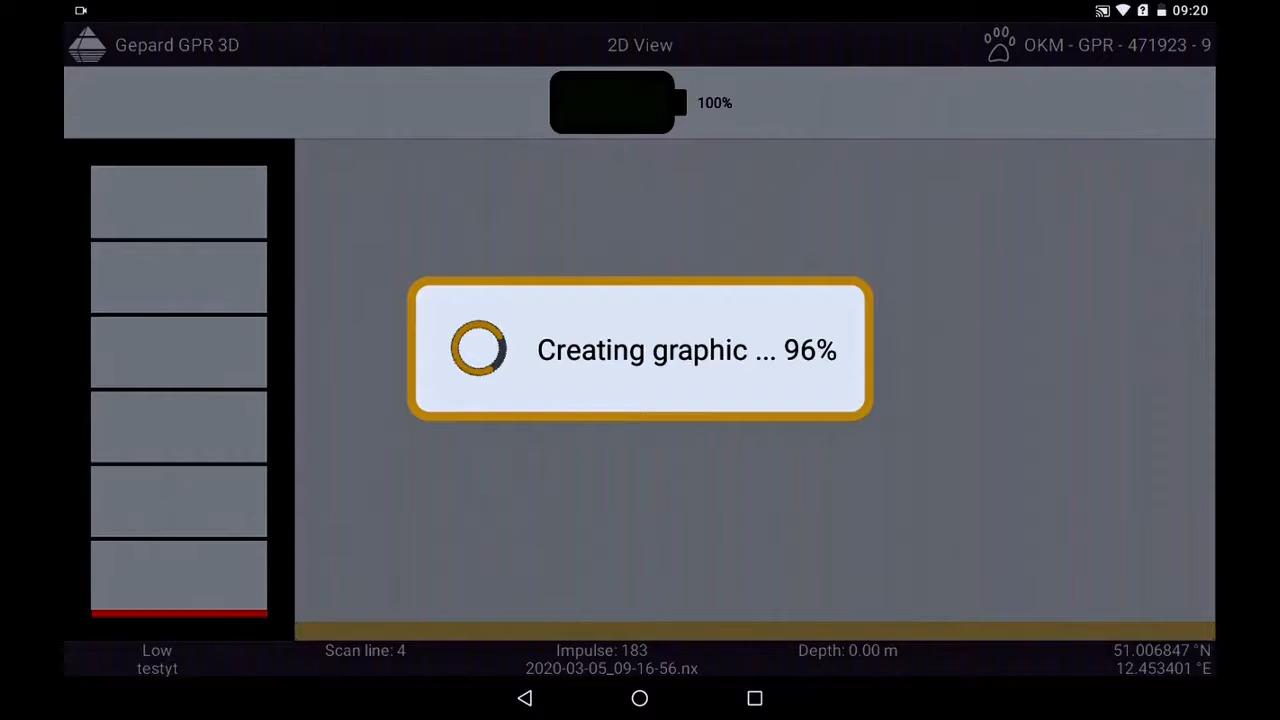 09:20
Gepard GPR 3D
2D View
OKM - GPR - 471923 - 9
100%
Creating graphic ... 96%
Low
testyt
Scan line: 4
Impulse: 183
2020-03-05_09-16-56.nx
Depth: 0.00 m
51.006847 °N
12.453401 °E